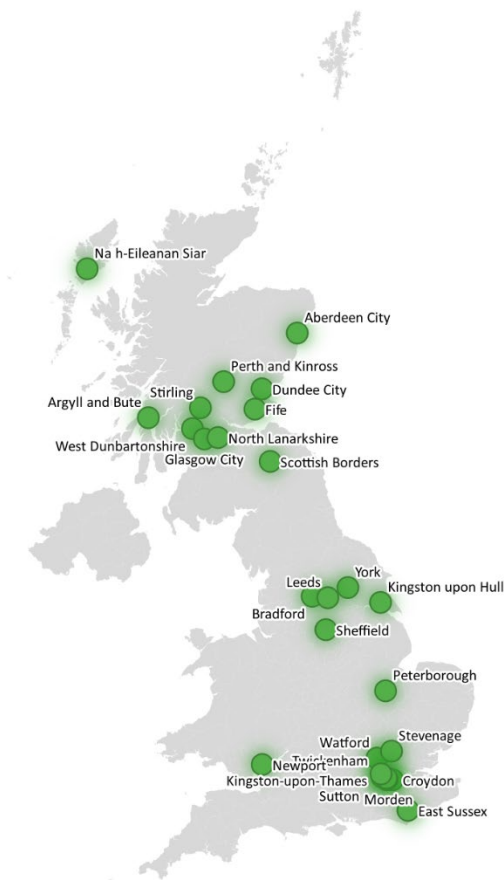 Na h-Eileanan Siar
Aberdeen City
Perth and Kinross
Dundee City
Stirling
Argyll and Bute
Fife
North Lanarkshire
West Dunbartonshire
Glasgow City
Scottish Borders
York
Leeds
Kingston upon Hull
Bradford
Sheffield
Peterborough
Stevenage
Watford
Twickenham
Newport
Kingston-upon-Thames
Croydon
Sutton
Morden
East Sussex